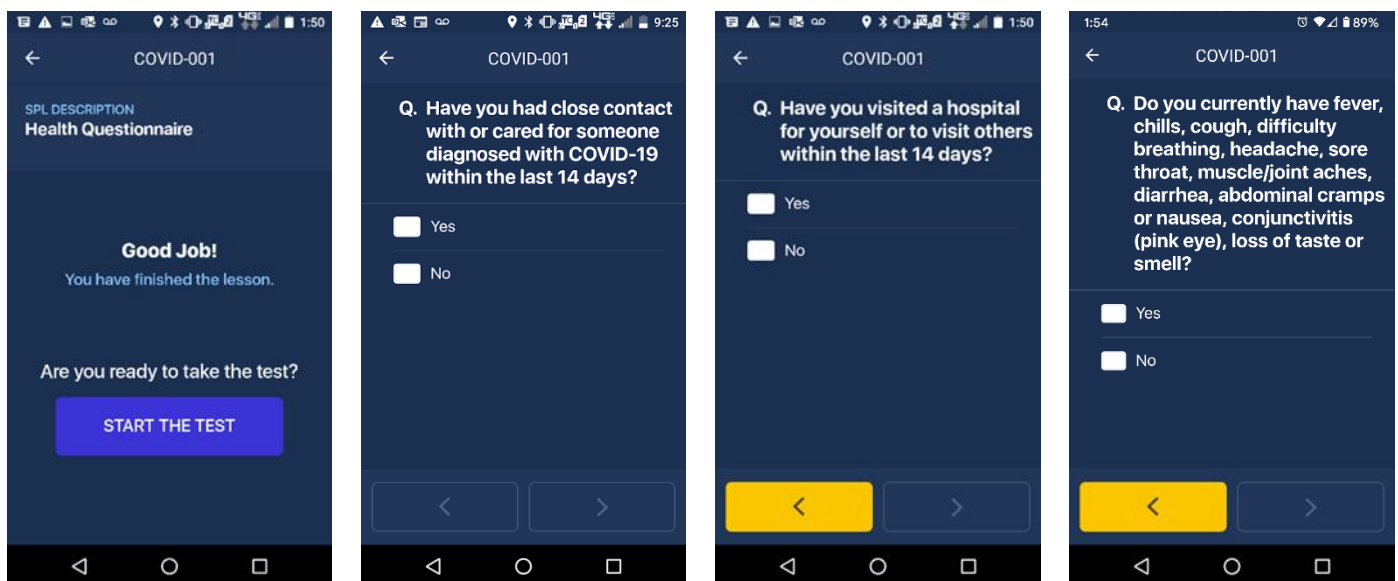 1:50
COVID-001
SPL DESCRIPTION
Health Questionnaire
Good Job!
You have finished the lesson.
Are you ready to take the test?
START THE TEST
9:25
COVID-001
Q. Have you had close contact
with or cared for someone
diagnosed with COVID-19
within the last 14 days?
Yes
No
1:50
COVID-001
Q. Have you visited a hospital
for yourself or to visit others
within the last 14 days?
Yes
No
1:54
89%
COVID-001
Q. Do you currently have fever,
chills, cough, difficulty
breathing, headache, sore
throat, muscle/joint aches,
diarrhea, abdominal cramps
or nausea, conjunctivitis
(pink eye), loss of taste or
smell?
Yes
No